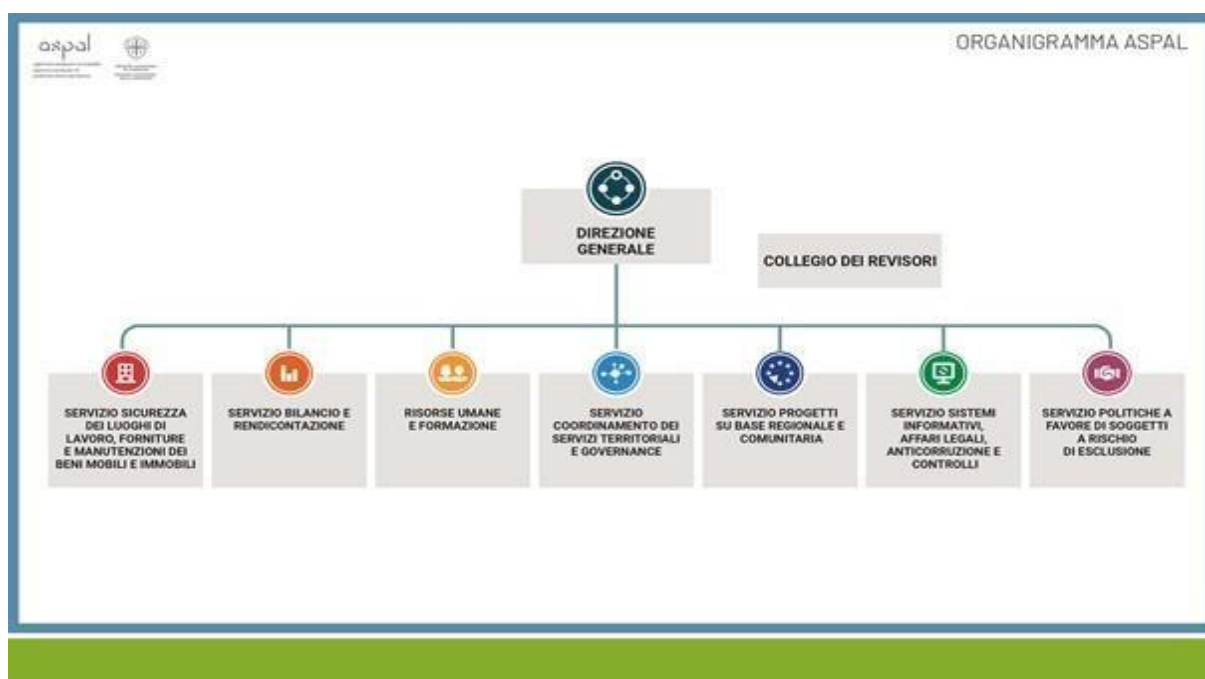 aspal
ORGANIGRAMMA ASPAL
DIREZIONE
GENERALE
COLLEGIO DEI REVISORI
SERVIZIO SICUREZZA
DEI LUOGHI DI
LAVORO, FORNITURE
E MANUTENZIONI DEI
BENI MOBILI E IMMOBILI
SERVIZIO BILANCIO E
RENDICONTAZIONE
RISORSE UMANE
E FORMAZIONE
SERVIZIO
COORDINAMENTO DEI
SERVIZI TERRITORIALI
E GOVERNANCE
SERVIZIO PROGETTI
SU BASE REGIONALE E
COMUNITARIA
SERVIZIO SISTEMI
INFORMATIVI,
AFFARI LEGALI,
ANTICORRUZIONE E
CONTROLLI
SERVIZIO POLITICHE A
FAVORE DI SOGGETTI
A RISCHIO
DI ESCLUSIONE